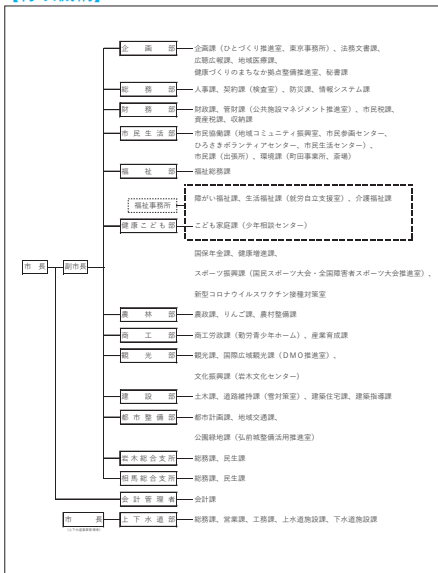 企画部 企画課（ひとづくり推進室、東京事務所）、法務文書課、
広聴広報課、地域医療課、
健康づくりのまちなか拠点整備推進室、秘書課
総務部 人事課、契約課（検査室）、防災課、情報システム課
財務部 財政課、管財課（公共施設マネジメント推進室）、市民税課、
資産税課、収納課
市民生活部 市民協働課（地域コミュニティ振興室、市民参画センター、
ひろさきボランティアセンター、市民生活センター）、
市民課（出張所）、環境課（町田事業所、斎場）
福祉部 福祉総務課
障がい福祉課、生活福祉課（就労自立支援室）、介護福祉課
福祉事務所
健康こども部 こども家庭課（少年相談センター）
国保年金課、健康増進課、
市長 副市長 スポーツ振興課（国民スポーツ大会・全国障害者スポーツ大会推進室）、
新型コロナウイルスワクチン接種対策室
農林部 農政課、りんご課、農村整備課
商工部 商工労政課（勤労青少年ホーム）、産業育成課
観光部 観光課、国際広域観光課（DMO推進室）、
文化振興課（岩木文化センター）
建設部 土木課、道路維持課（雪対策室）、建築住宅課、建築指導課
都市整備部 都市計画課、地域交通課、
公園緑地課（弘前城整備活用推進室）
岩木総合支所 総務課、民生課
相馬総合支所 総務課、民生課
会計管理者 会計課
市長 上下水道部 総務課、営業課、工務課、上水道施設課、下水道施設課